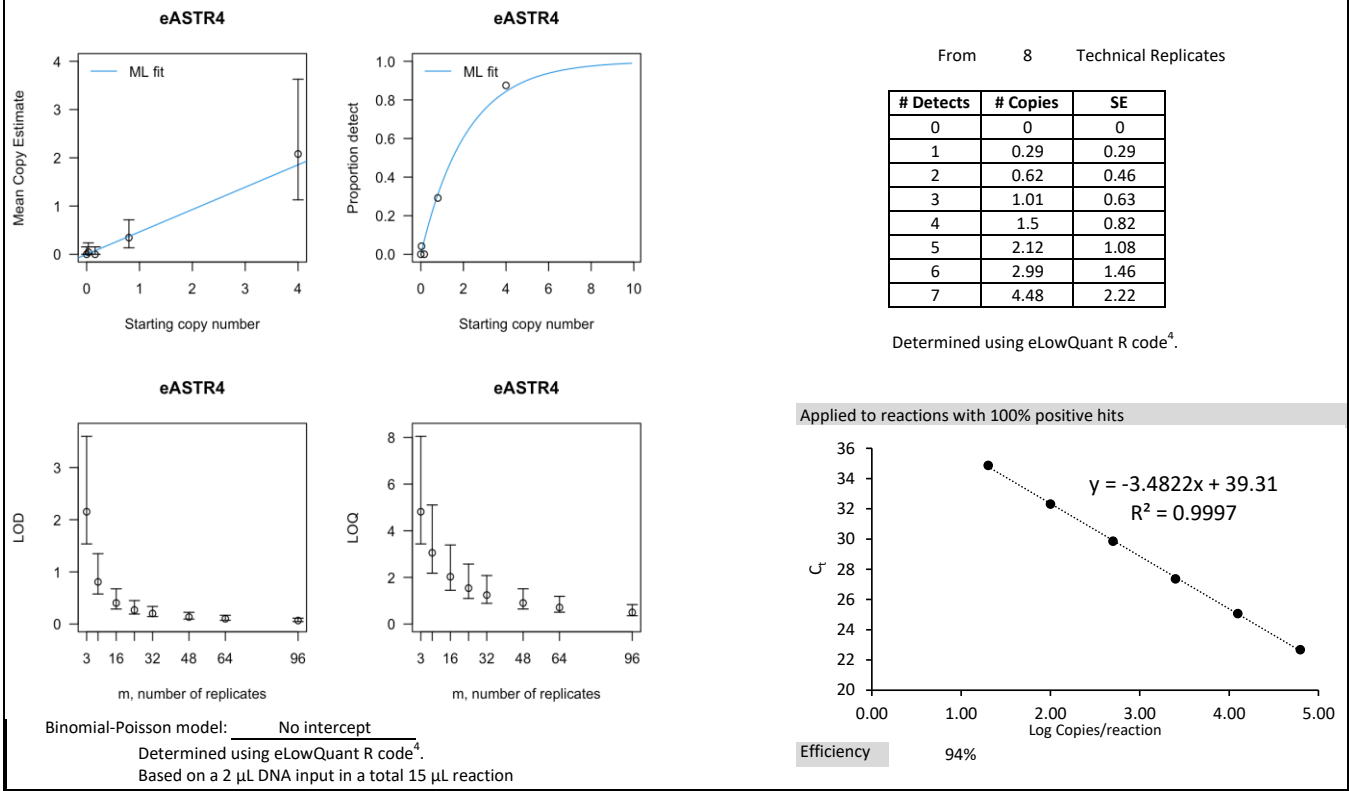 eASTR4
ML fit
Mean Copy Estimate
4
3
2
1
0
0 1 2 3 4
Starting copy number
eASTR4
ML fit
Proportion detect
1.0
0.8
0.6
0.4
0.2
0.0
0 2 4 6 8 10
Starting copy number
From 8 Technical Replicates
# Detects # Copies SE
0 0 0
1 0.29 0.29
2 0.62 0.46
3 1.01 0.63
4 1.5 0.82
5 2.12 1.08
6 2.99 1.46
7 4.48 2.22
Determined using eLowQuant R code⁴.
eASTR4
LOD
3
2
1
0
3 16 32 48 64 96
m, number of replicates
eASTR4
LOQ
8
6
4
2
0
3 16 32 48 64 96
m, number of replicates
Binomial-Poisson model: No intercept
Determined using eLowQuant R code⁴.
Based on a 2 µL DNA input in a total 15 µL reaction
Applied to reactions with 100% positive hits
y = -3.4822x + 39.31
R² = 0.9997
Cₜ
36
34
32
30
28
26
24
22
20
0.00 1.00 2.00 3.00 4.00 5.00
Log Copies/reaction
Efficiency 94%